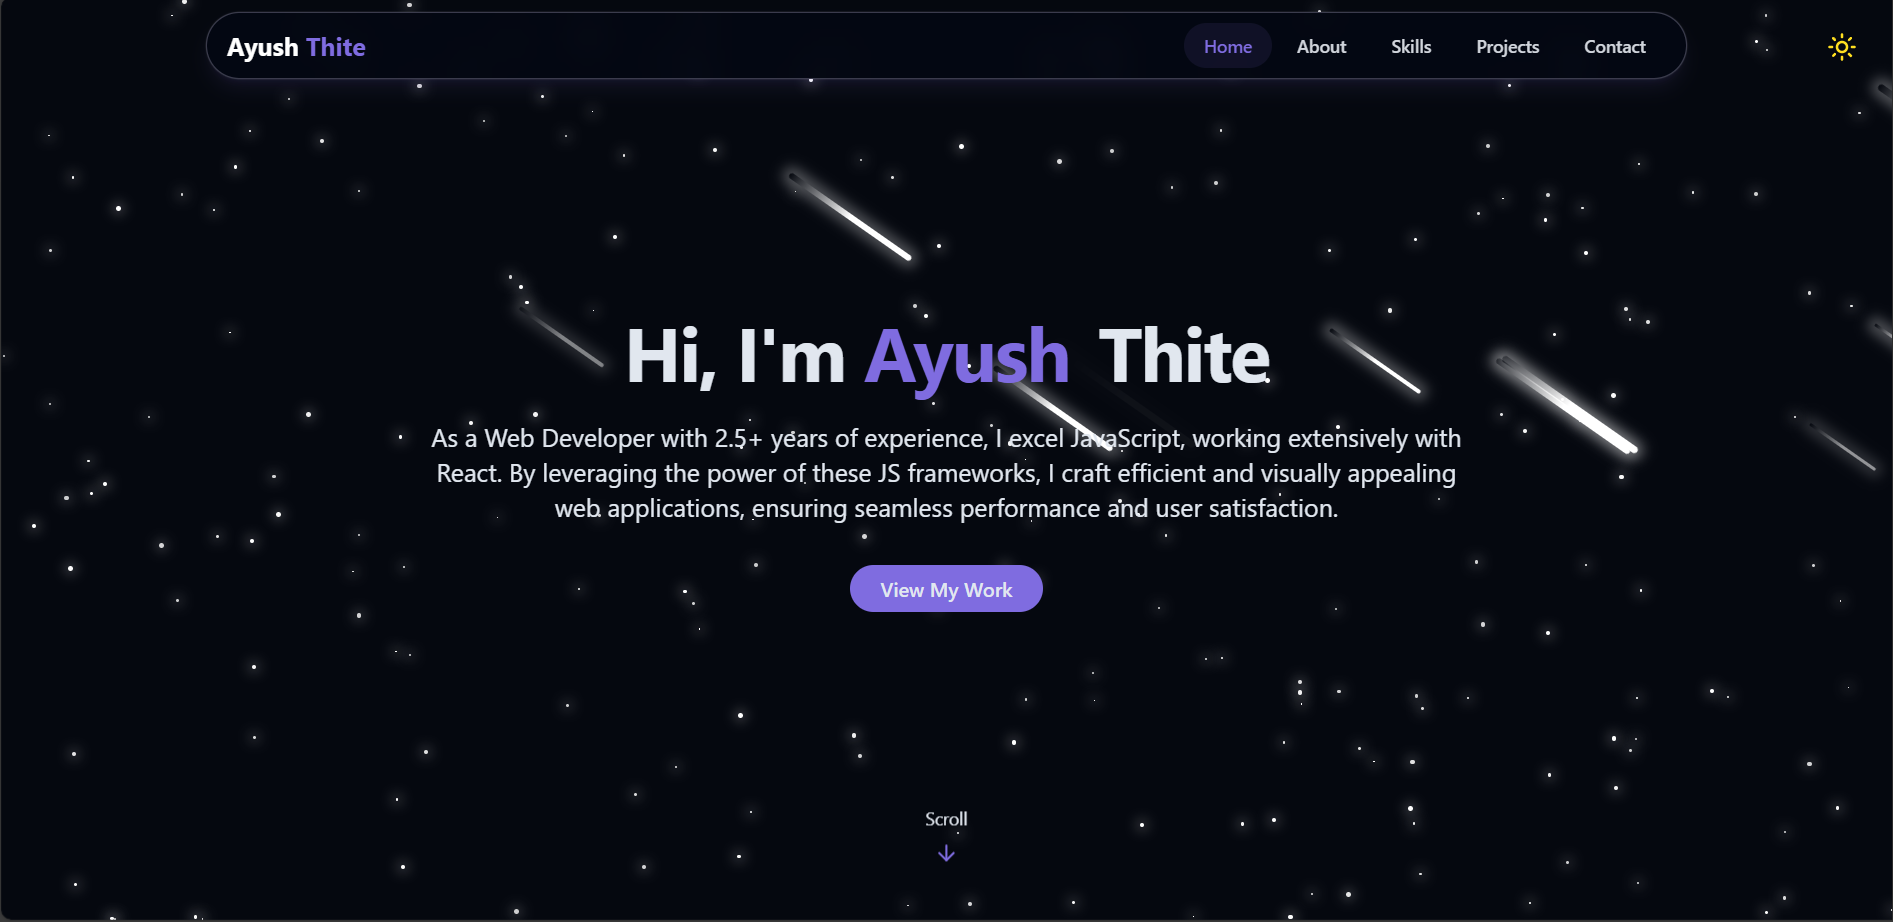 Ayush Thite
Home About Skills Projects Contact
Hi, I'm Ayush Thite
As a Web Developer with 2.5+ years of experience, I excel JavaScript, working extensively with
React. By leveraging the power of these JS frameworks, I craft efficient and visually appealing
web applications, ensuring seamless performance and user satisfaction.
View My Work
Scroll